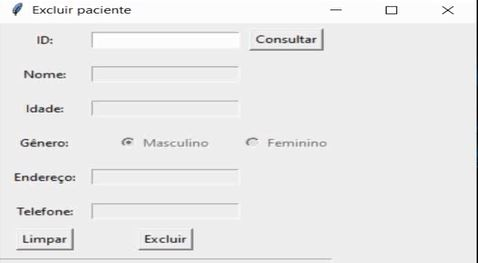 Excluir paciente
ID: Consultar
Nome:
Idade:
Gênero: Masculino Feminino
Endereço:
Telefone:
Limpar Excluir